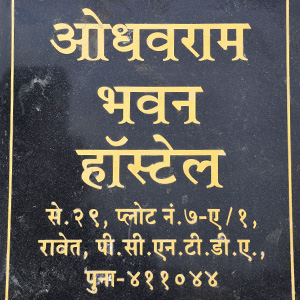 ओधवराम
भवन
हॉस्टेल
से.२९, प्लोट नं.७-ए /१,
रावेत, पी.सी.एन.टी.डी.ए.,
पुना-४११०४४